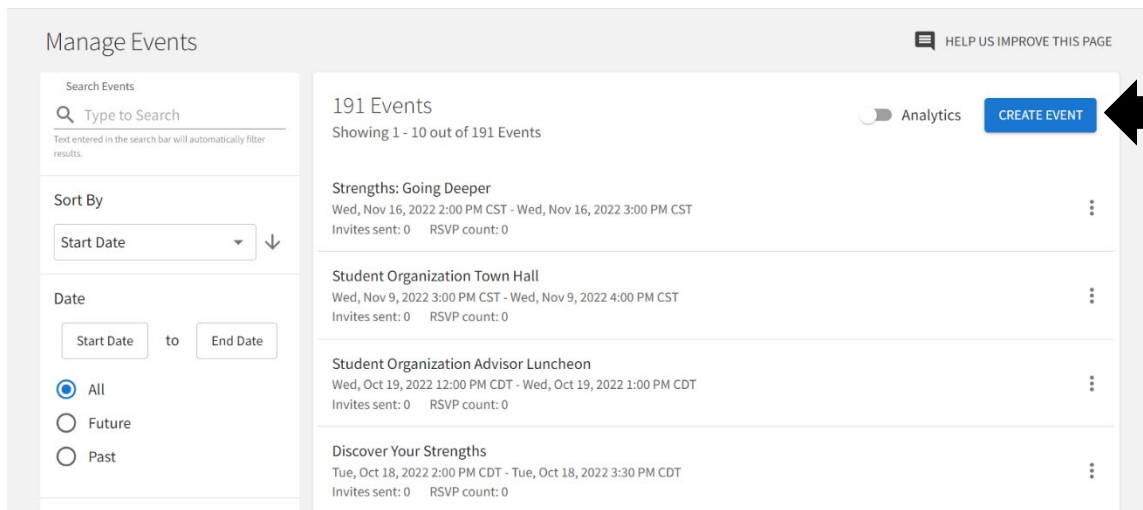 Manage Events
HELP US IMPROVE THIS PAGE
Search Events
Type to Search
Text entered in the search bar will automatically filter
results.
Sort By
Start Date
Date
Start Date to End Date
All
Future
Past
191 Events
Showing 1 - 10 out of 191 Events
Analytics
CREATE EVENT
Strengths: Going Deeper
Wed, Nov 16, 2022 2:00 PM CST - Wed, Nov 16, 2022 3:00 PM CST
Invites sent: 0 RSVP count: 0
Student Organization Town Hall
Wed, Nov 9, 2022 3:00 PM CST - Wed, Nov 9, 2022 4:00 PM CST
Invites sent: 0 RSVP count: 0
Student Organization Advisor Luncheon
Wed, Oct 19, 2022 12:00 PM CDT - Wed, Oct 19, 2022 1:00 PM CDT
Invites sent: 0 RSVP count: 0
Discover Your Strengths
Tue, Oct 18, 2022 2:00 PM CDT - Tue, Oct 18, 2022 3:30 PM CDT
Invites sent: 0 RSVP count: 0